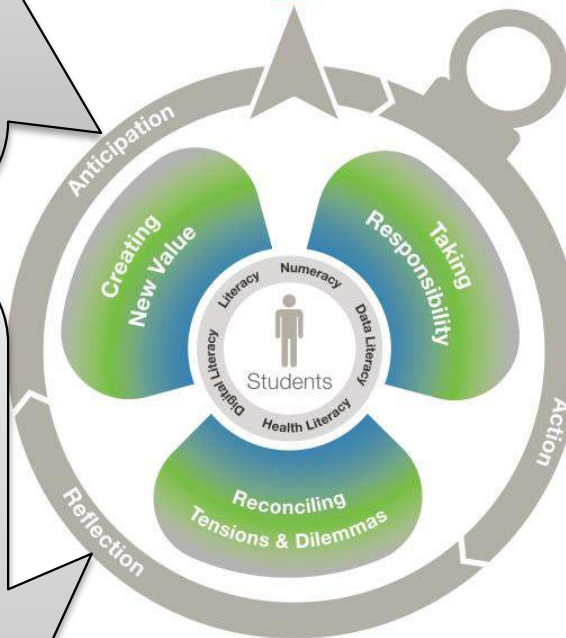 Anticipation
Creating
New Value
Taking
Responsibility
Literacy
Numeracy
Data Literacy
Digital Literacy
Students
Health Literacy
Action
Reconciling
Tensions & Dilemmas
Reflection